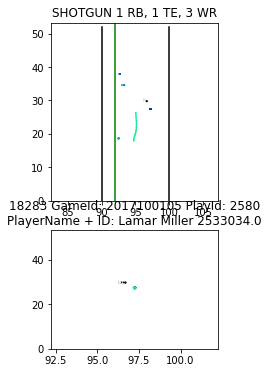 SHOTGUN 1 RB, 1 TE, 3 WR
50
40
30
20
10
0
85 90 95 100 105
18283 GameId: 2017100105 PlayId: 2580
PlayerName + ID: Lamar Miller 2533034.0
40
20
0
92.5 95.0 97.5 100.0